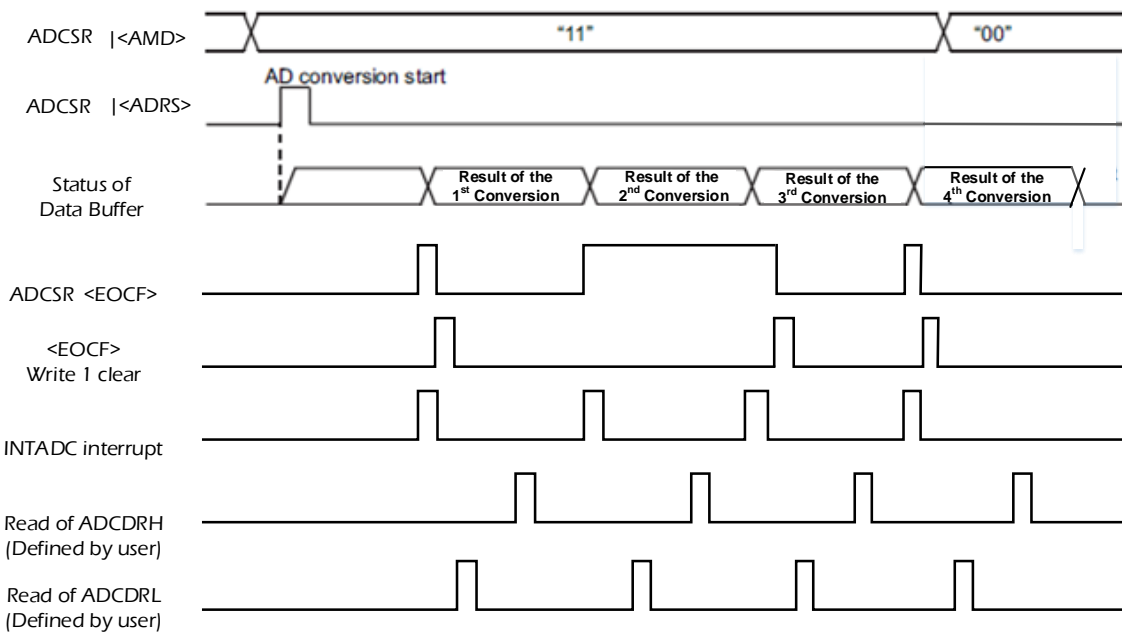 ADCSR |<AMD>
"11"
"00"
AD conversion start
ADCSR |<ADRS>
Status of
Data Buffer
Result of the
1st Conversion
Result of the
2nd Conversion
Result of the
3rd Conversion
Result of the
4th Conversion
ADCSR <EOCF>
<EOCF>
Write 1 clear
INTADC interrupt
Read of ADCDRH
(Defined by user)
Read of ADCDRL
(Defined by user)